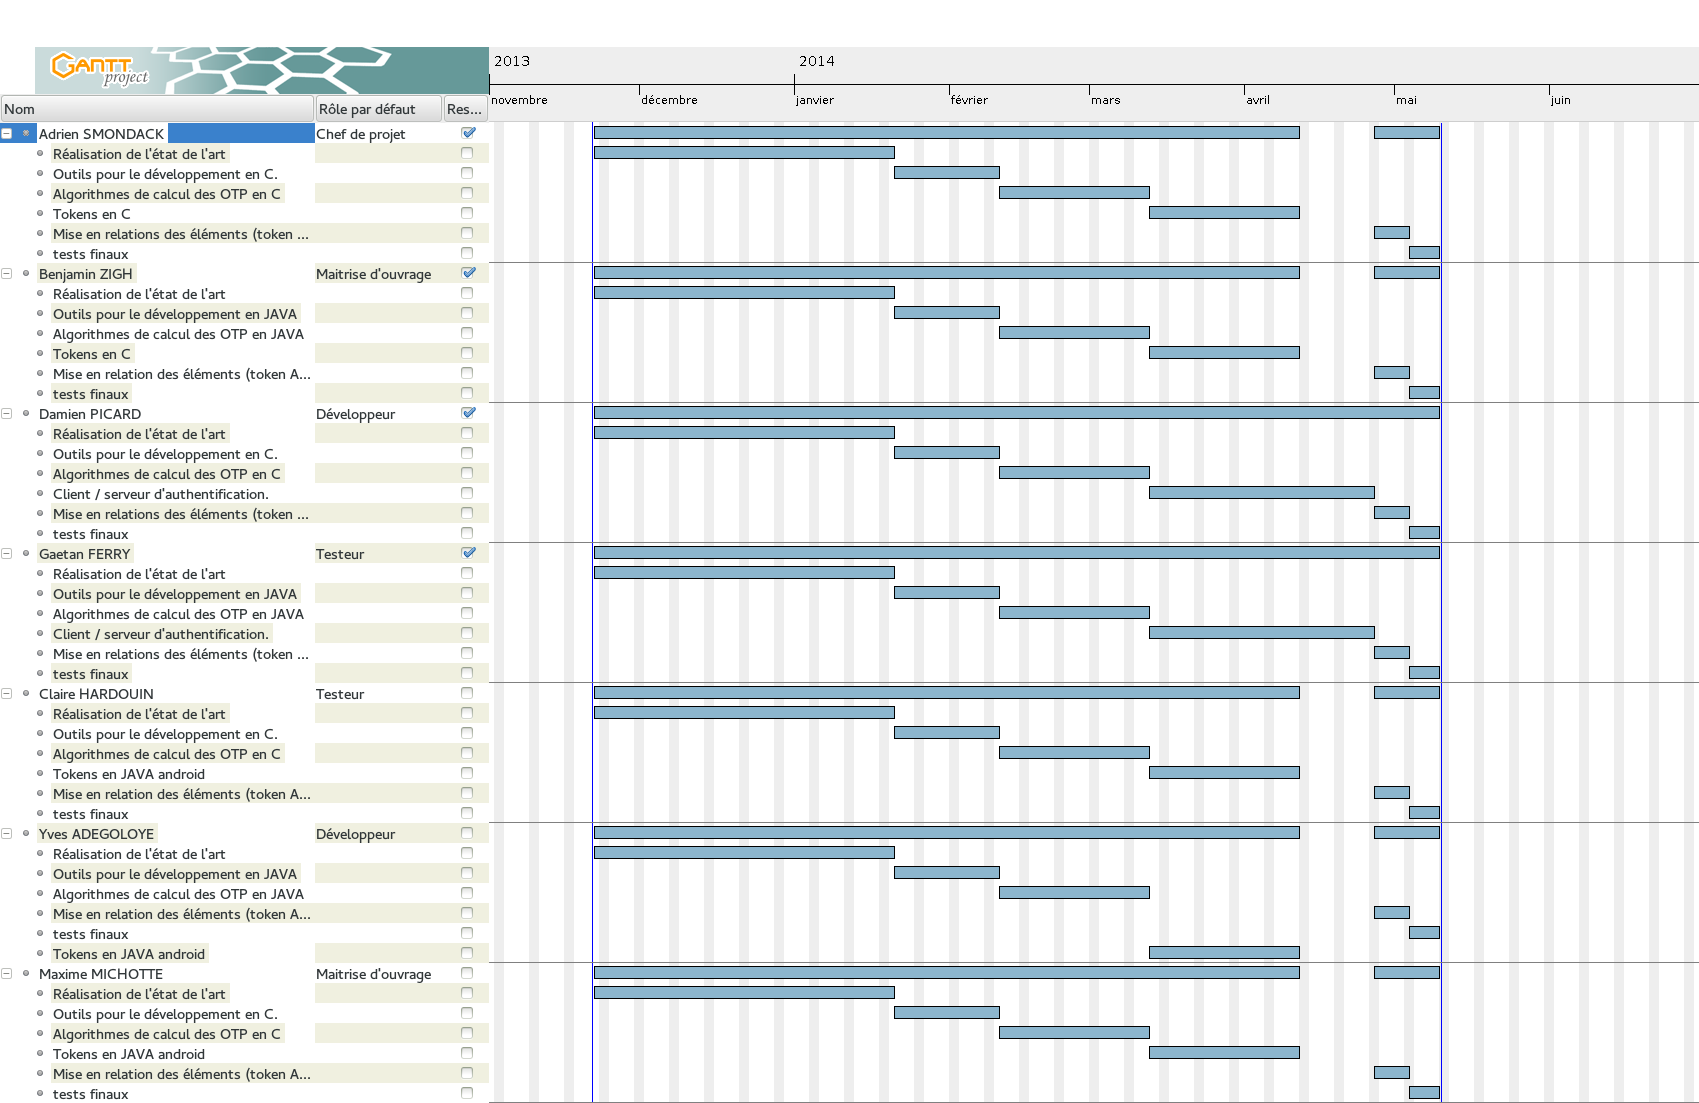 GANTT
project
2013 2014
Nom Rôle par défaut Res... novembre décembre janvier février mars avril mai juin
Adrien SMONDACK Chef de projet
Réalisation de l'état de l'art
Outils pour le développement en C.
Algorithmes de calcul des OTP en C
Tokens en C
Mise en relations des éléments (token ...
tests finaux
Benjamin ZIGH Maitrise d'ouvrage
Réalisation de l'état de l'art
Outils pour le développement en JAVA
Algorithmes de calcul des OTP en JAVA
Tokens en C
Mise en relation des éléments (token A...
tests finaux
Damien PICARD Développeur
Réalisation de l'état de l'art
Outils pour le développement en C.
Algorithmes de calcul des OTP en C
Client / serveur d'authentification.
Mise en relations des éléments (token ...
tests finaux
Gaetan FERRY Testeur
Réalisation de l'état de l'art
Outils pour le développement en JAVA
Algorithmes de calcul des OTP en JAVA
Client / serveur d'authentification.
Mise en relations des éléments (token ...
tests finaux
Claire HARDOUIN Testeur
Réalisation de l'état de l'art
Outils pour le développement en C.
Algorithmes de calcul des OTP en C
Tokens en JAVA android
Mise en relation des éléments (token A...
tests finaux
Yves ADEGOLOYE Développeur
Réalisation de l'état de l'art
Outils pour le développement en JAVA
Algorithmes de calcul des OTP en JAVA
Mise en relation des éléments (token A...
tests finaux
Tokens en JAVA android
Maxime MICHOTTE Maitrise d'ouvrage
Réalisation de l'état de l'art
Outils pour le développement en C.
Algorithmes de calcul des OTP en C
Tokens en JAVA android
Mise en relation des éléments (token A...
tests finaux